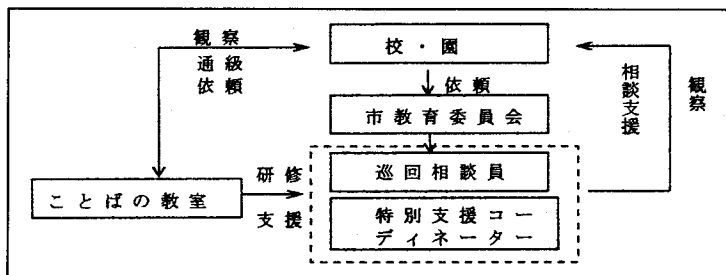 観察
通級
依頼
校・園
依頼
市教育委員会
相談支援
観察
巡回相談員
ことばの教室
研修
支援
特別支援コー
ディネーター